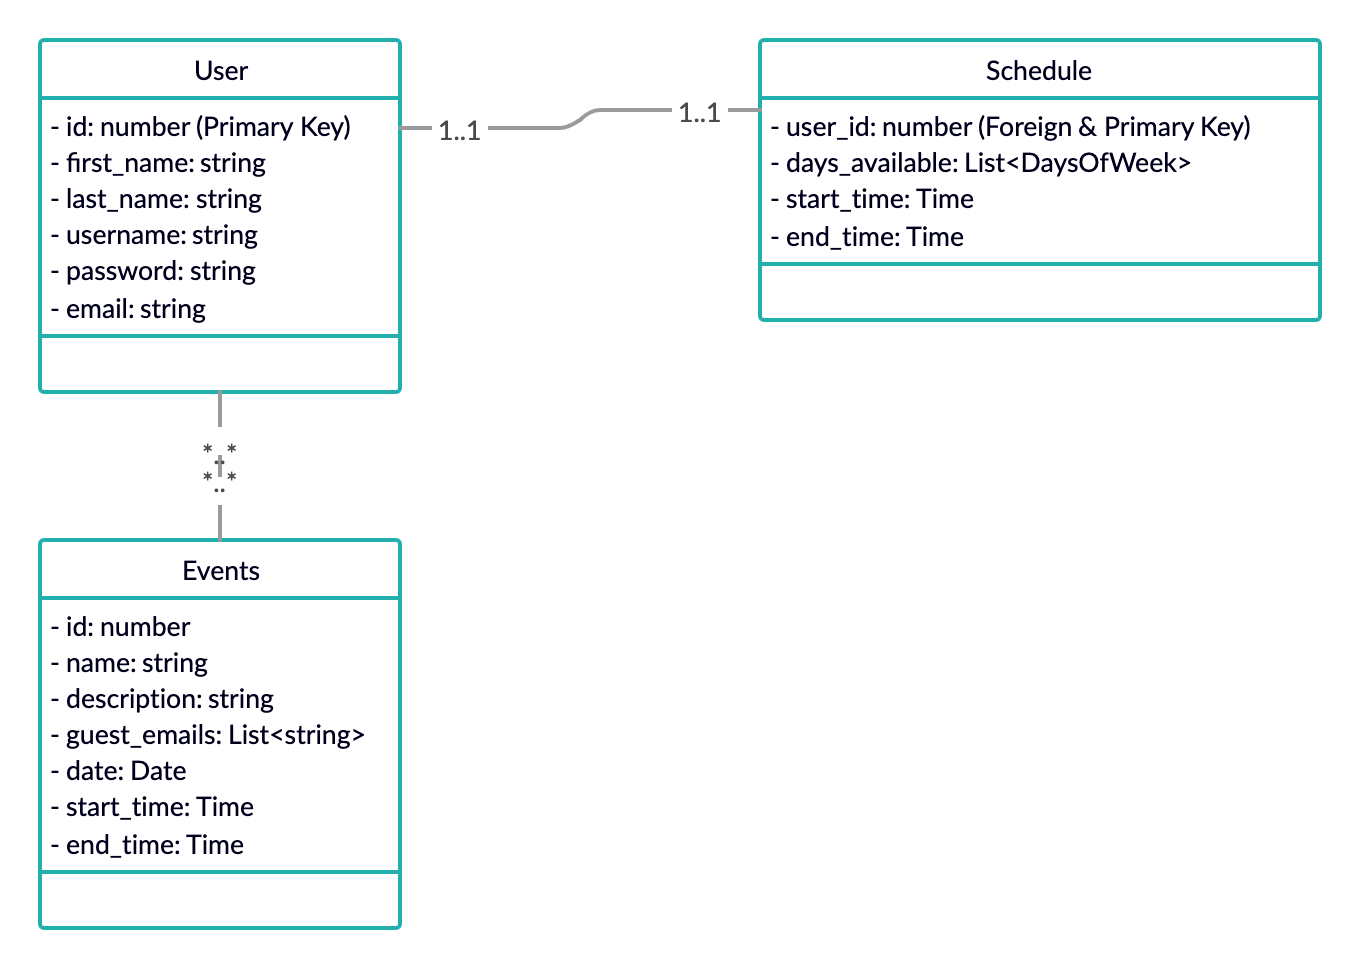 User
- id: number (Primary Key)
- first_name: string
- last_name: string
- username: string
- password: string
- email: string
1..1
1..1
Schedule
- user_id: number (Foreign & Primary Key)
- days_available: List<DaysOfWeek>
- start_time: Time
- end_time: Time
*..*
*..*
Events
- id: number
- name: string
- description: string
- guest_emails: List<string>
- date: Date
- start_time: Time
- end_time: Time